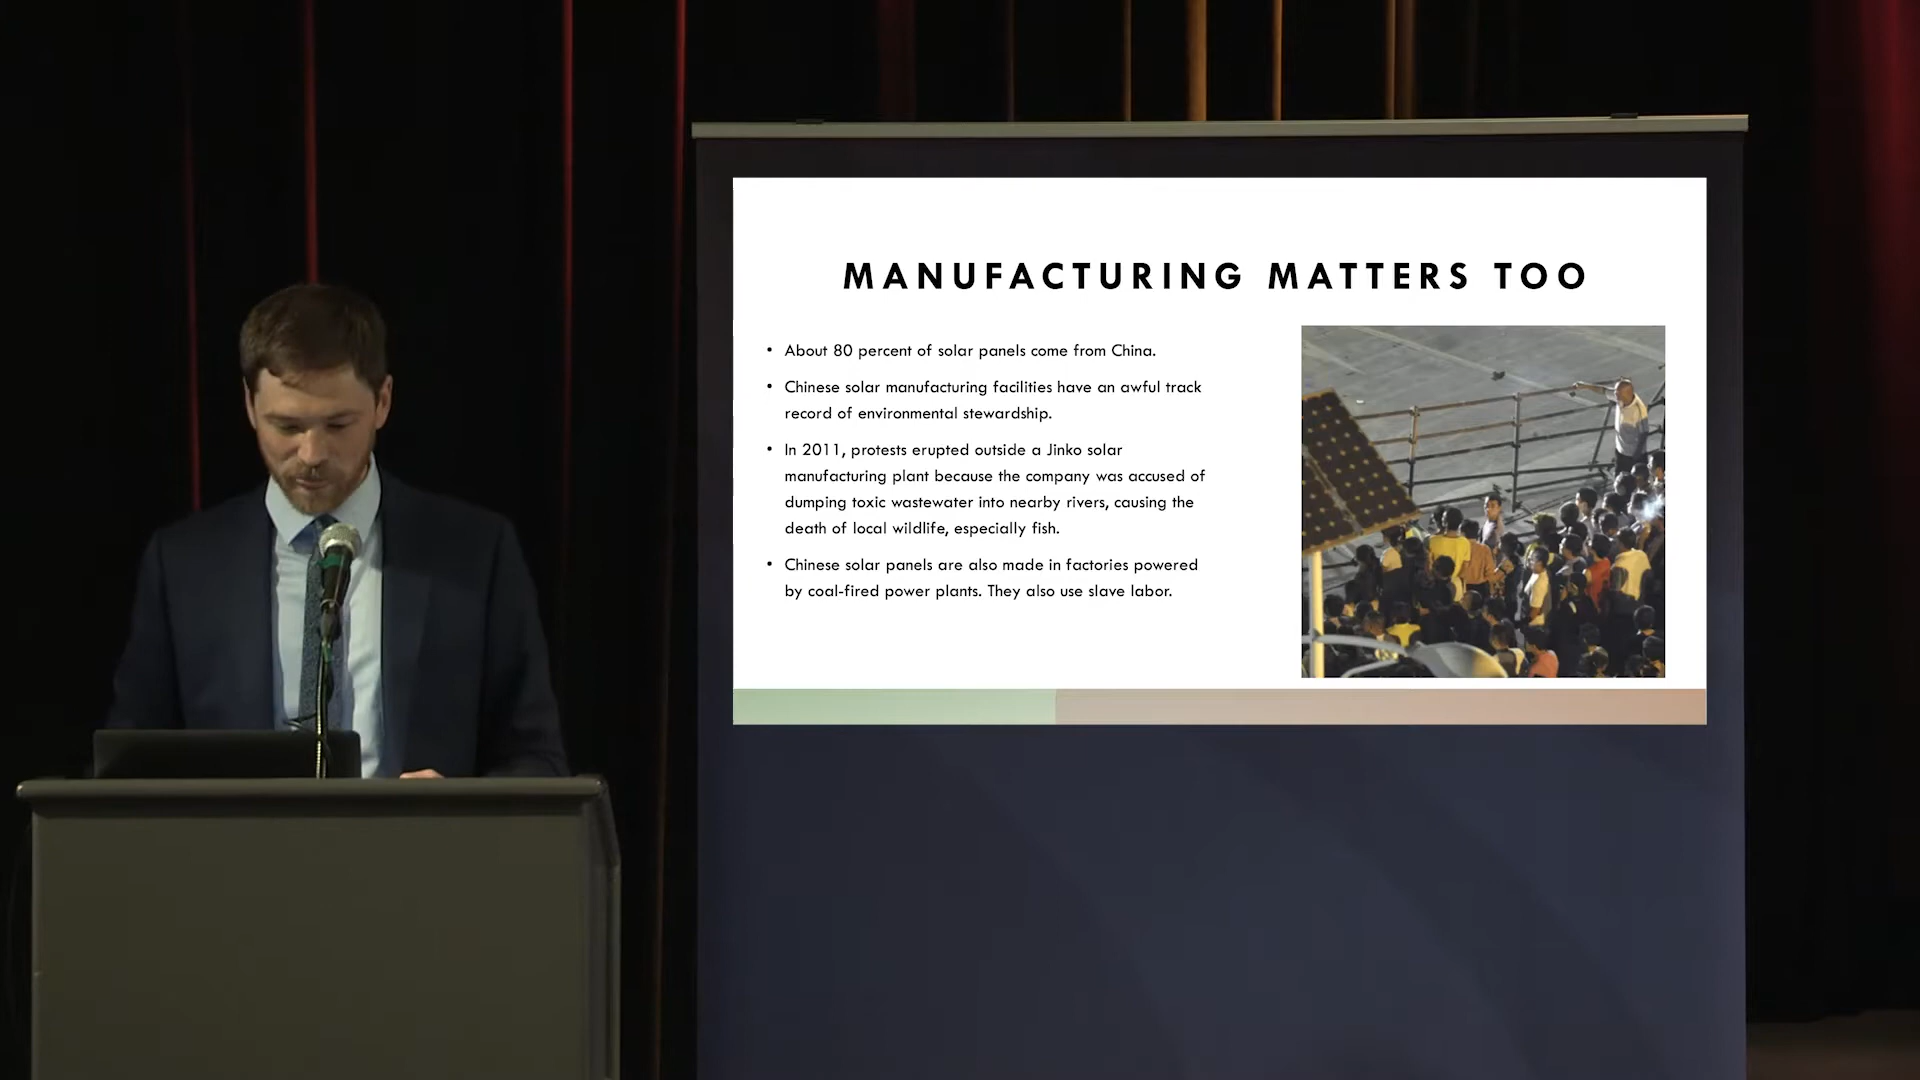 MANUFACTURING MATTERS TOO
• About 80 percent of solar panels come from China.
• Chinese solar manufacturing facilities have an awful track
record of environmental stewardship.
• In 2011, protests erupted outside a Jinko solar
manufacturing plant because the company was accused of
dumping toxic wastewater into nearby rivers, causing the
death of local wildlife, especially fish.
• Chinese solar panels are also made in factories powered
by coal-fired power plants. They also use slave labor.